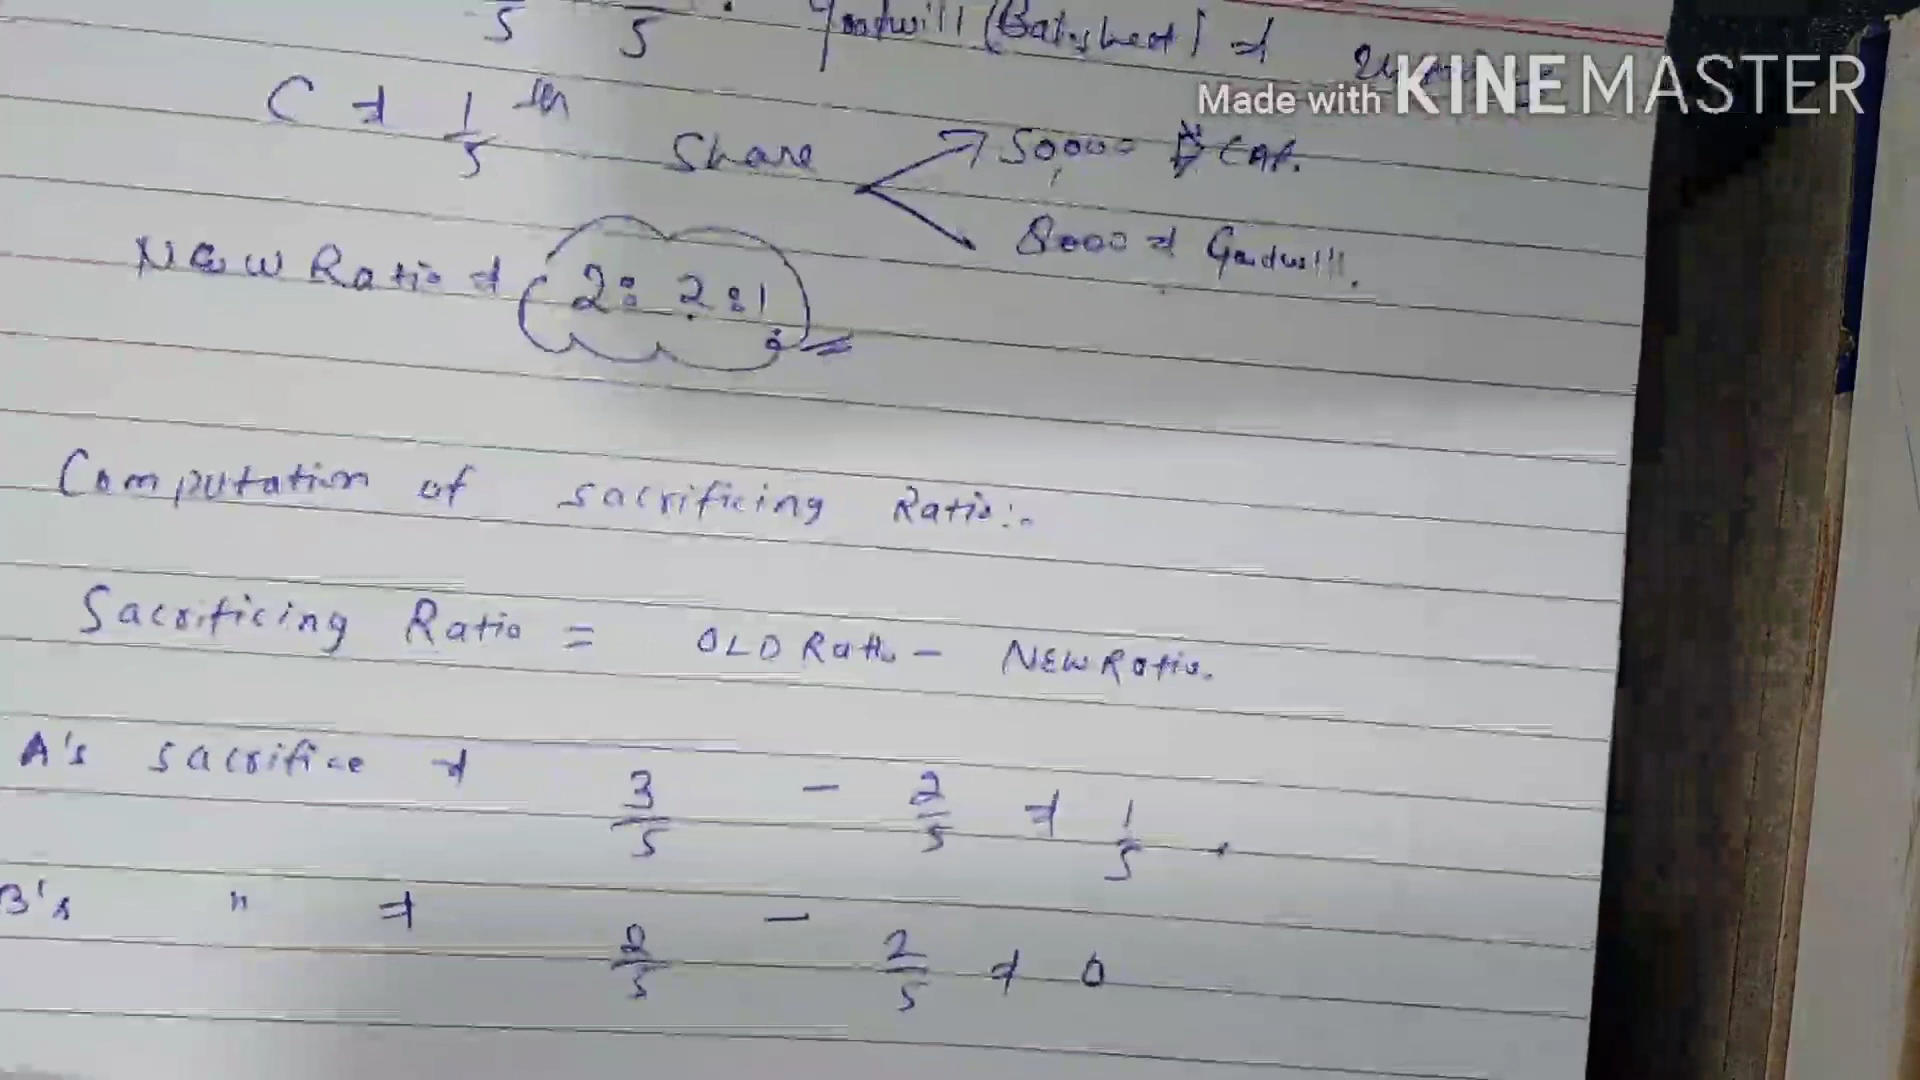 5 5 Goodwill (Bal. sheet) ⇒
Made with KINEMASTER
C ⇒ 1/5 th Share
50000 ⇒ CAP.
8000 ⇒ Goodwill.
NEW Ratio ⇒ 2:2:1
Computation of sacrificing Ratio:-
Sacrificing Ratio = OLD Ratio - NEW Ratio.
A's sacrifice ⇒ 3/5 - 2/5 ⇒ 1/5.
B's " ⇒ 2/5 - 2/5 ⇒ 0